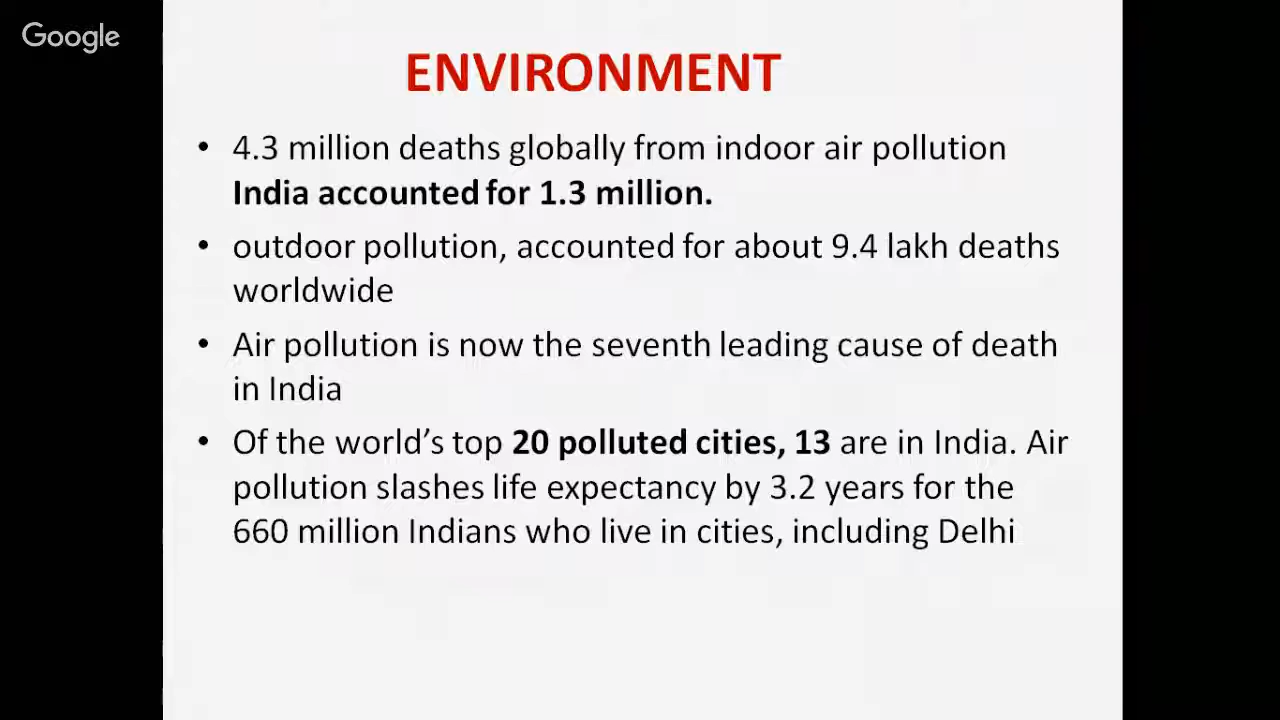 Google
ENVIRONMENT
• 4.3 million deaths globally from indoor air pollution
India accounted for 1.3 million.
• outdoor pollution, accounted for about 9.4 lakh deaths
worldwide
• Air pollution is now the seventh leading cause of death
in India
• Of the world's top 20 polluted cities, 13 are in India. Air
pollution slashes life expectancy by 3.2 years for the
660 million Indians who live in cities, including Delhi